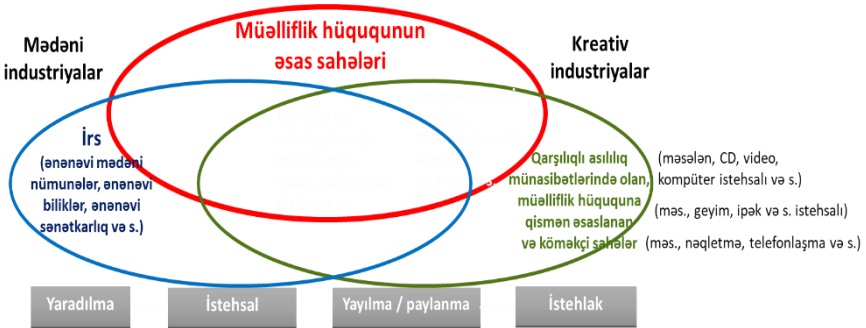 Mədəni
industriyalar
Müəlliflik hüququnun
əsas sahələri
Kreativ
industriyalar
İrs
(ənənəvi mədəni
nümunələr, ənənəvi
biliklər, ənənəvi
sənətkarlıq və s.)
Qarşılıqlı asılılıq
münasibətlərində olan,
müəlliflik hüququna
qismən əsaslanan
və köməkçi sahələr
(məsələn, CD, video,
kompüter istehsalı və s.)
(məs., geyim, ipək və s. istehsalı)
(məs., nəqletmə, telefonlaşma və s.)
Yaradılma
İstehsal
Yayılma / paylanma
İstehlak